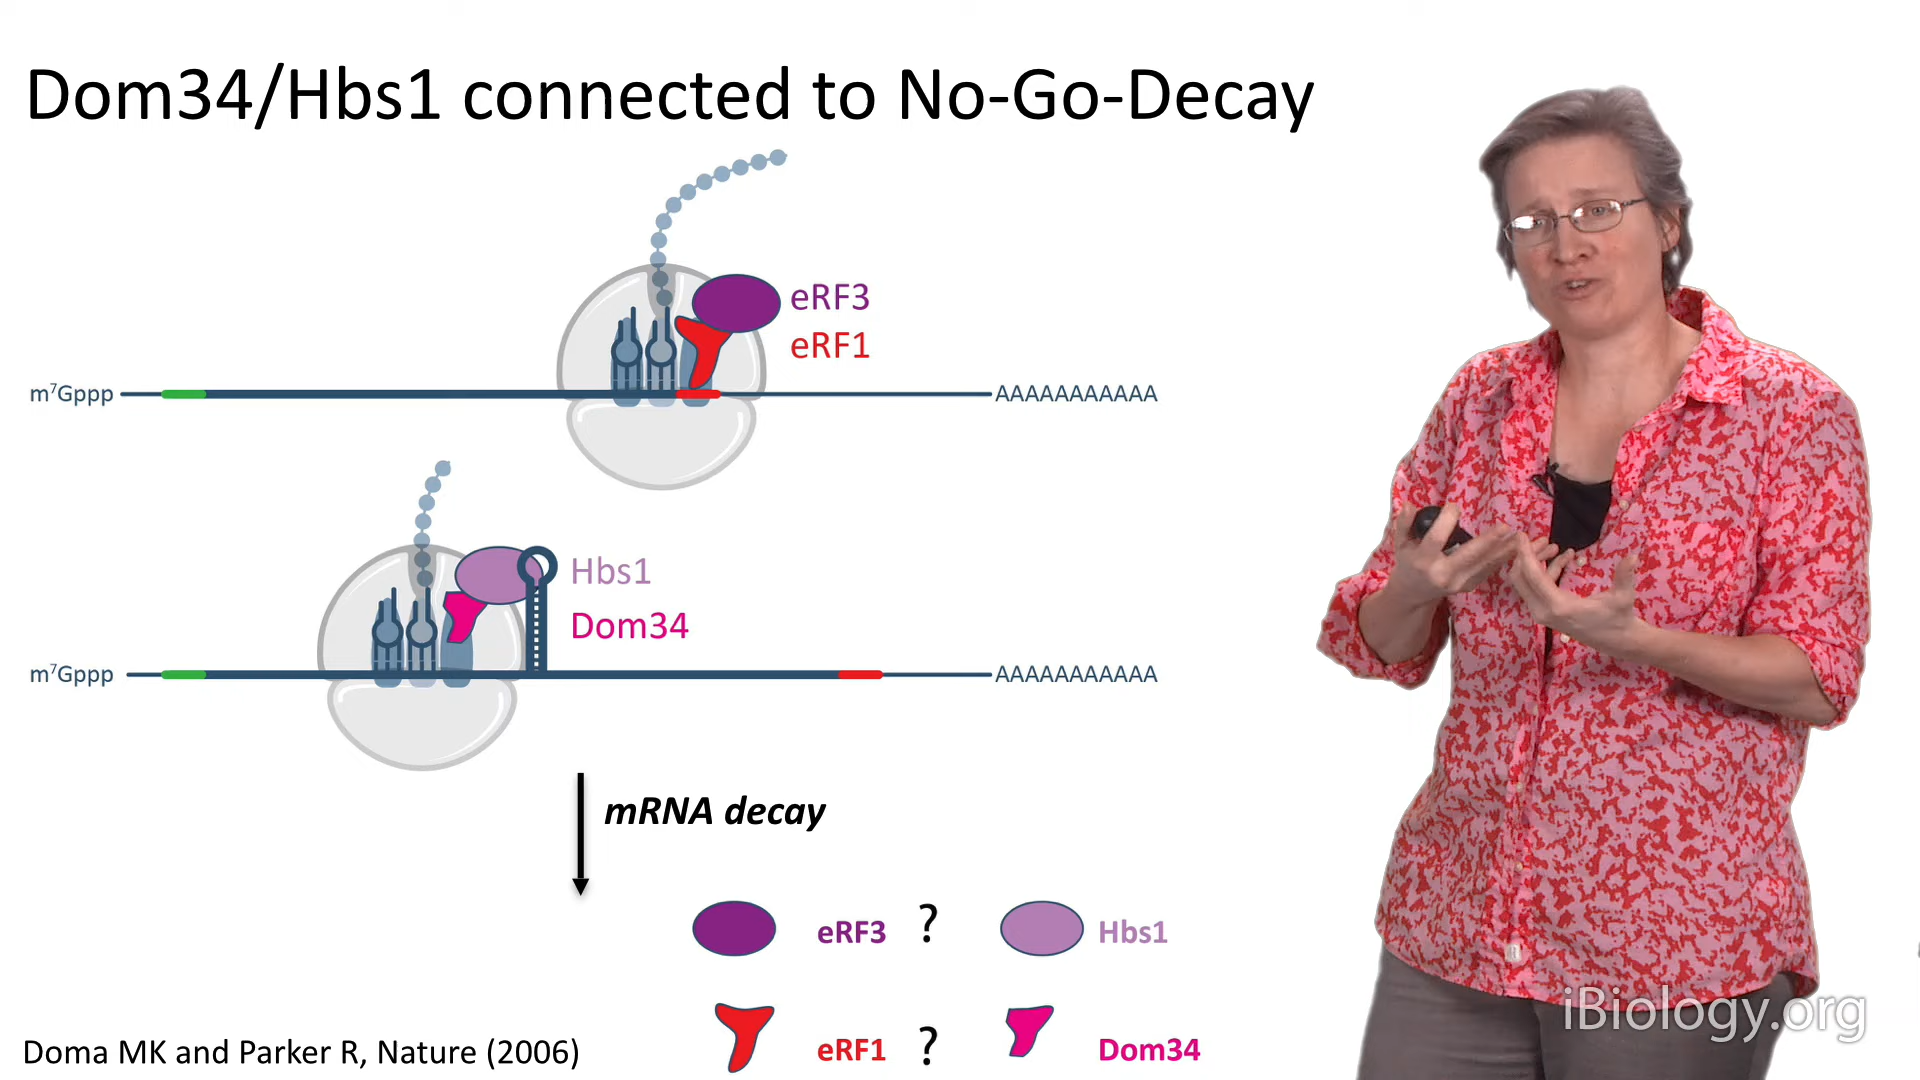 Dom34/Hbs1 connected to No-Go-Decay
eRF3
eRF1
m⁷Gppp
AAAAAAAAAAA
Hbs1
Dom34
m⁷Gppp
AAAAAAAAAAA
mRNA decay
eRF3 ? Hbs1
eRF1 ? Dom34
Doma MK and Parker R, Nature (2006)
iBiology.org